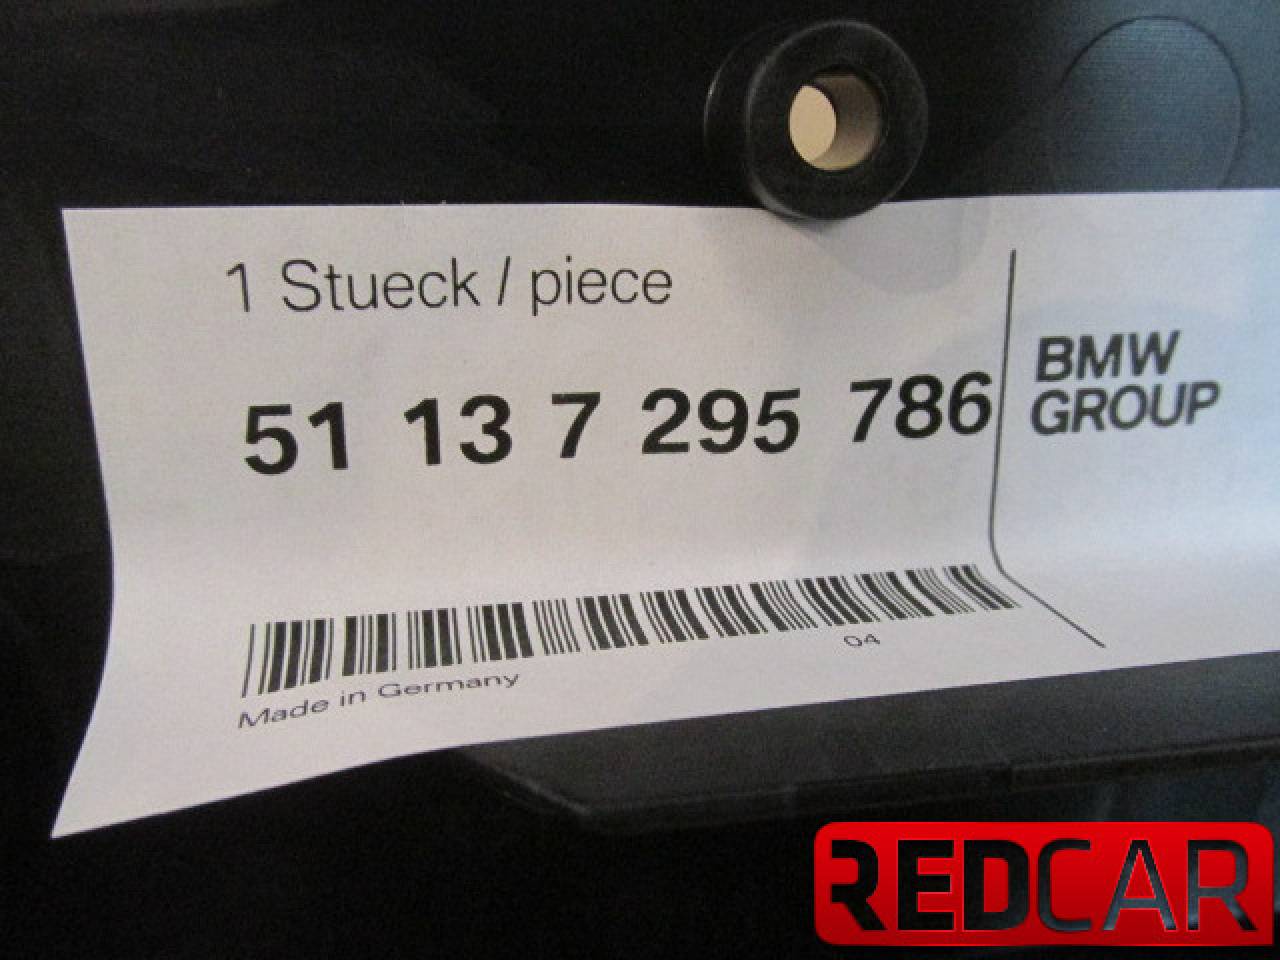 1 Stueck / piece
51 13 7 295 786
BMW
GROUP
04
Made in Germany
REDCAR